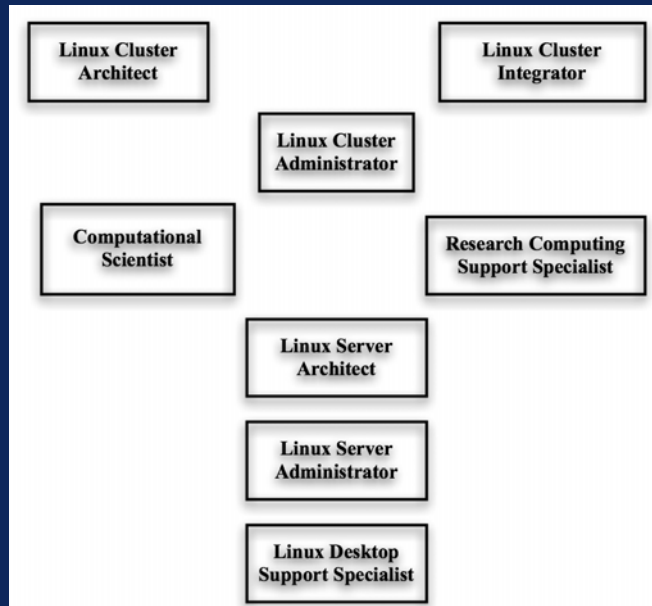 Linux Cluster
Architect
Linux Cluster
Integrator
Linux Cluster
Administrator
Computational
Scientist
Research Computing
Support Specialist
Linux Server
Architect
Linux Server
Administrator
Linux Desktop
Support Specialist